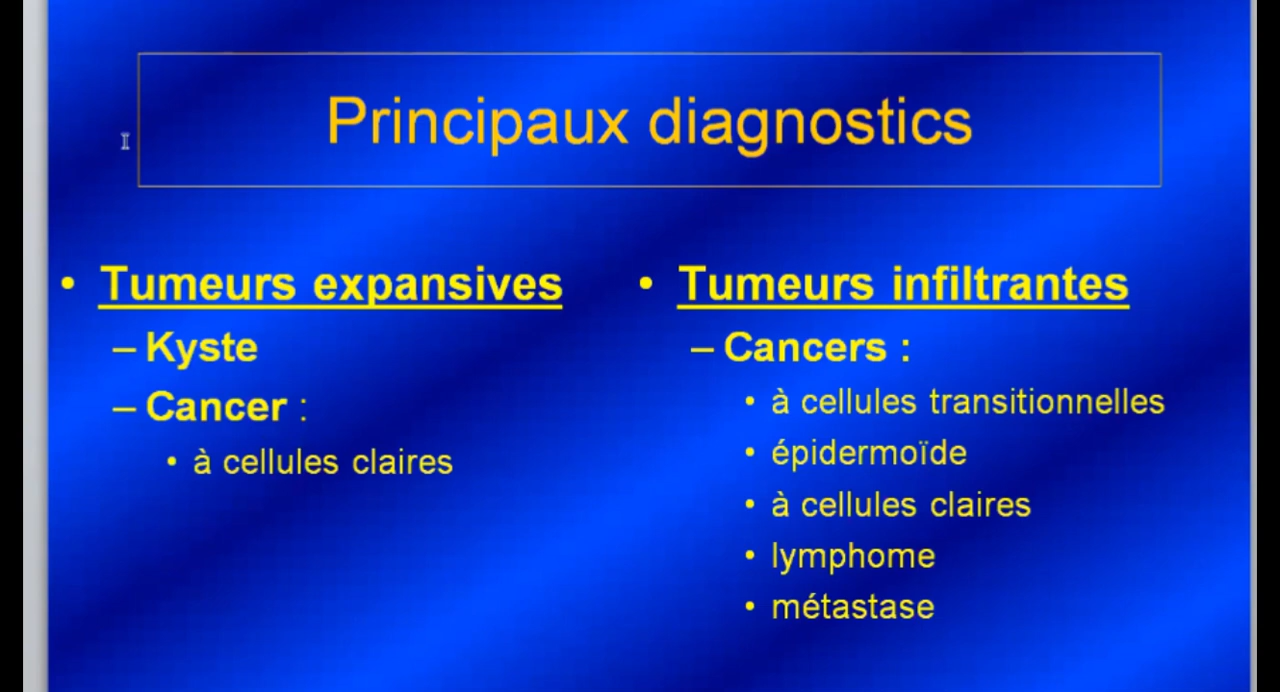 Principaux diagnostics
• Tumeurs expansives
– Kyste
– Cancer :
• à cellules claires
• Tumeurs infiltrantes
– Cancers :
• à cellules transitionnelles
• épidermoïde
• à cellules claires
• lymphome
• métastase